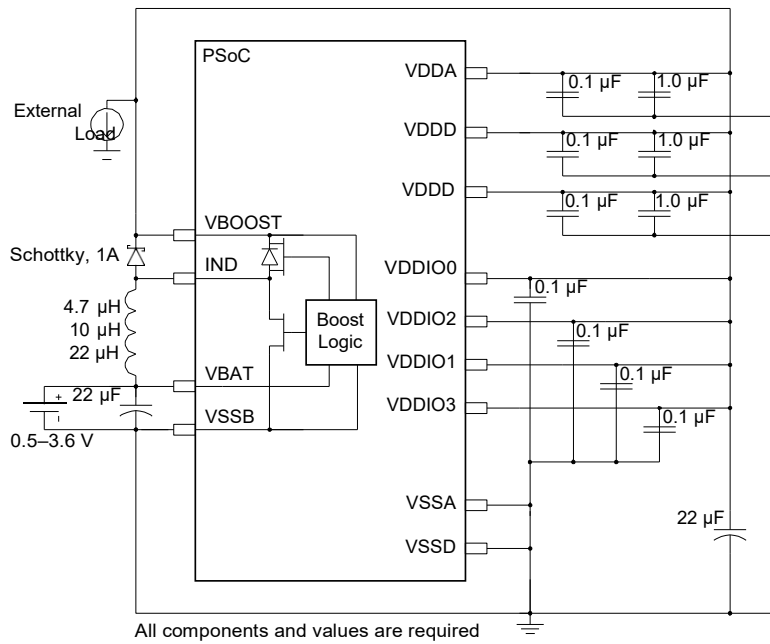 PSoC
VDDA
0.1 µF
1.0 µF
External
Load
VDDD
0.1 µF
1.0 µF
VDDD
0.1 µF
1.0 µF
VBOOST
Schottky, 1A
IND
VDDIO0
0.1 µF
4.7 µH
10 µH
22 µH
Boost
Logic
VDDIO2
0.1 µF
VDDIO1
0.1 µF
VBAT
22 µF
VDDIO3
0.1 µF
VSSB
+
-
0.5–3.6 V
VSSA
22 µF
VSSD
All components and values are required